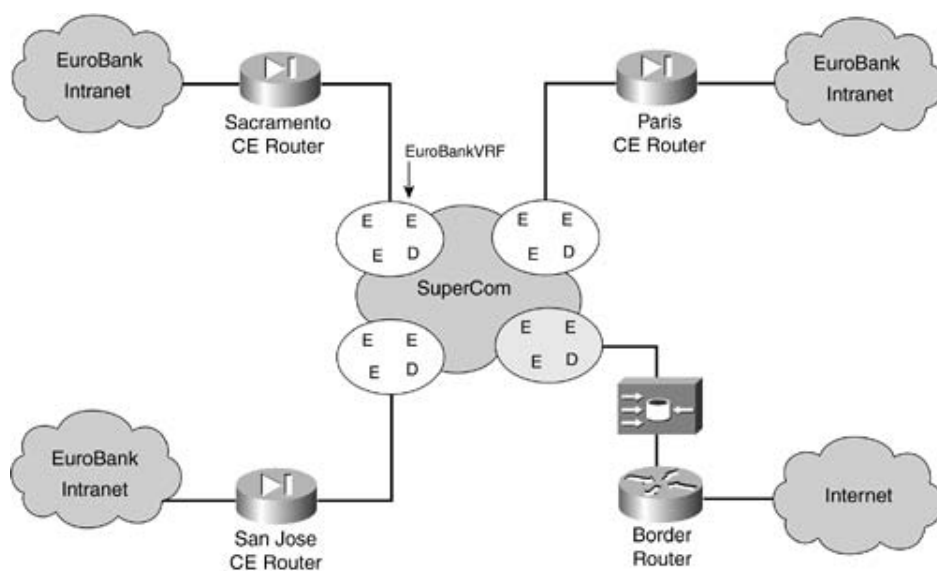 EuroBank
Intranet
Sacramento
CE Router
EuroBankVRF
Paris
CE Router
EuroBank
Intranet
E E
E D
E E
E D
SuperCom
E E
E D
E E
E D
EuroBank
Intranet
San Jose
CE Router
Border
Router
Internet